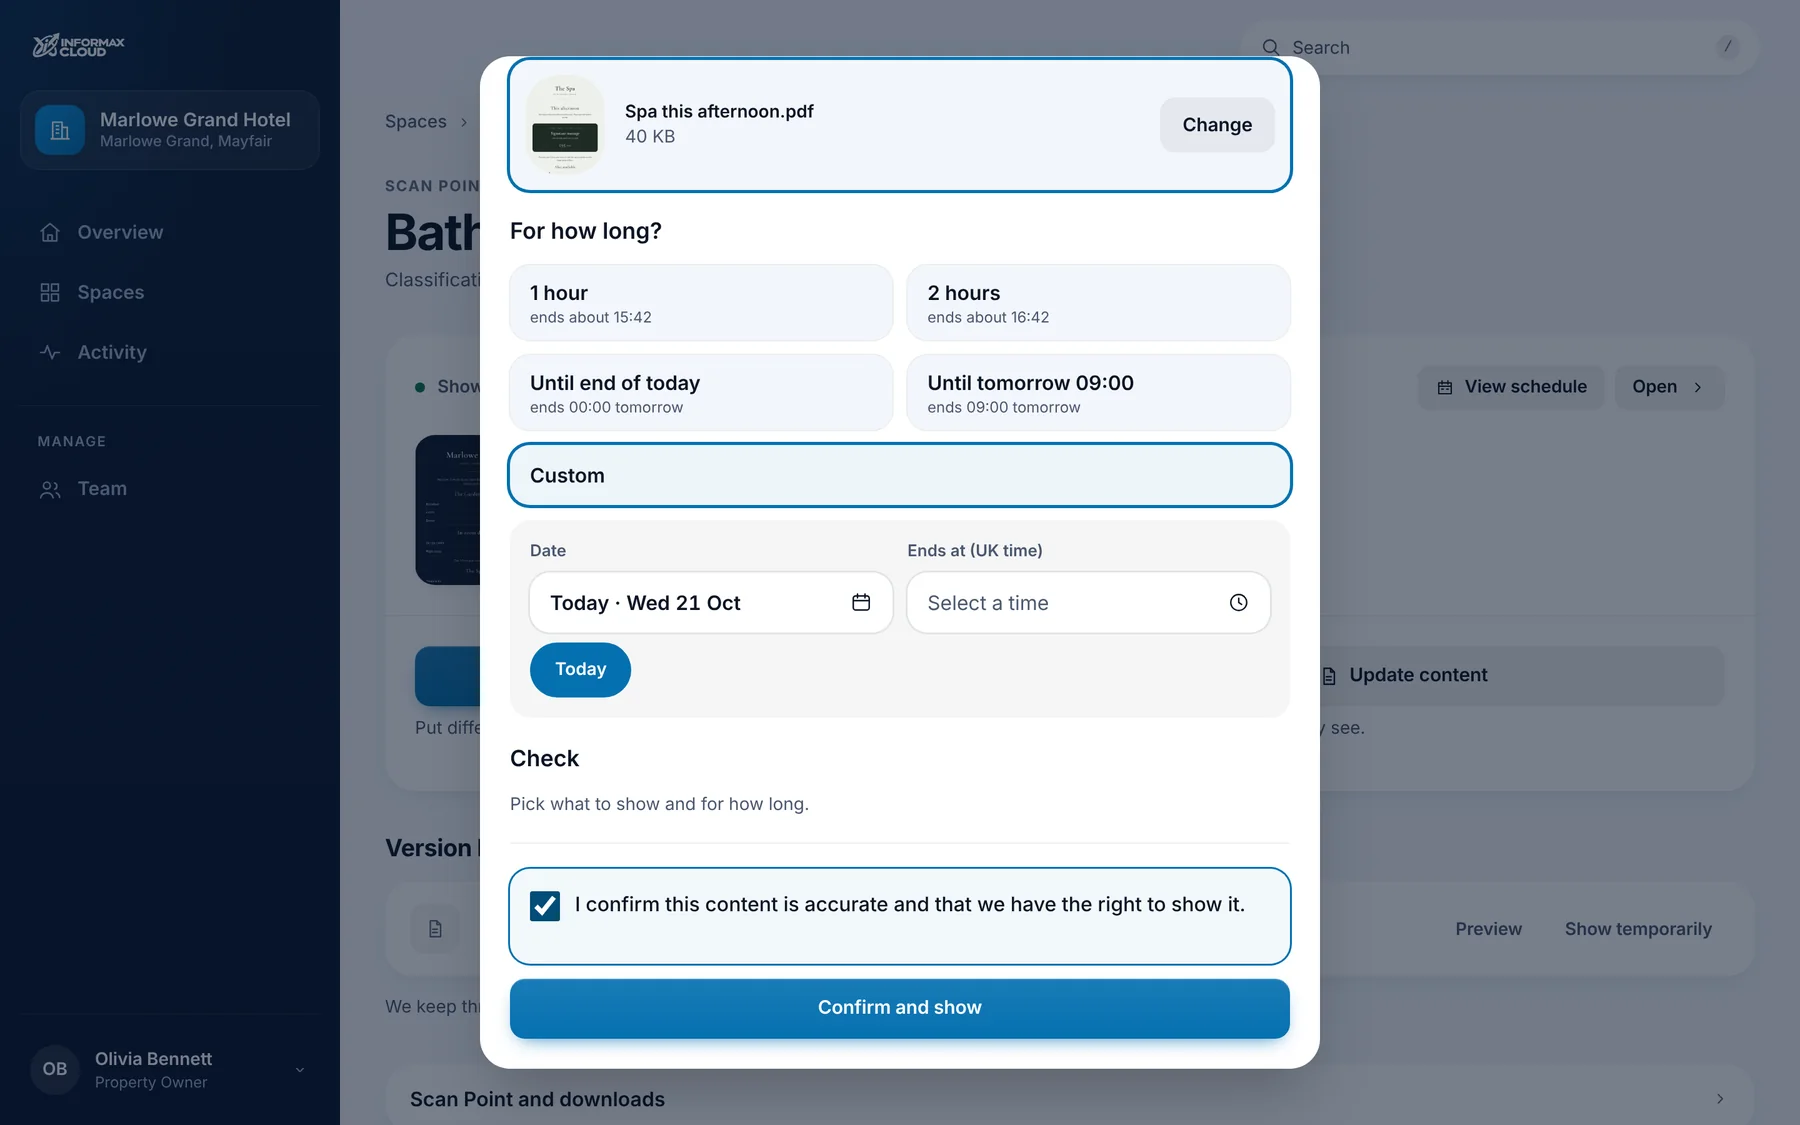 INFORMAX CLOUD
Marlowe Grand Hotel
Marlowe Grand, Mayfair
Overview
Spaces
Activity
MANAGE
Team
OB
Olivia Bennett
Property Owner
Search
/
Spaces
SCAN POIN
Bath
Classificati
Show
View schedule
Open
Marlowe
Update content
Put diffe
y see.
Version
Preview
Show temporarily
We keep th
Scan Point and downloads
The Spa
This afternoon
Spa this afternoon.pdf
40 KB
Change
For how long?
1 hour
ends about 15:42
2 hours
ends about 16:42
Until end of today
ends 00:00 tomorrow
Until tomorrow 09:00
ends 09:00 tomorrow
Custom
Date
Ends at (UK time)
Today · Wed 21 Oct
Select a time
Today
Check
Pick what to show and for how long.
I confirm this content is accurate and that we have the right to show it.
Confirm and show